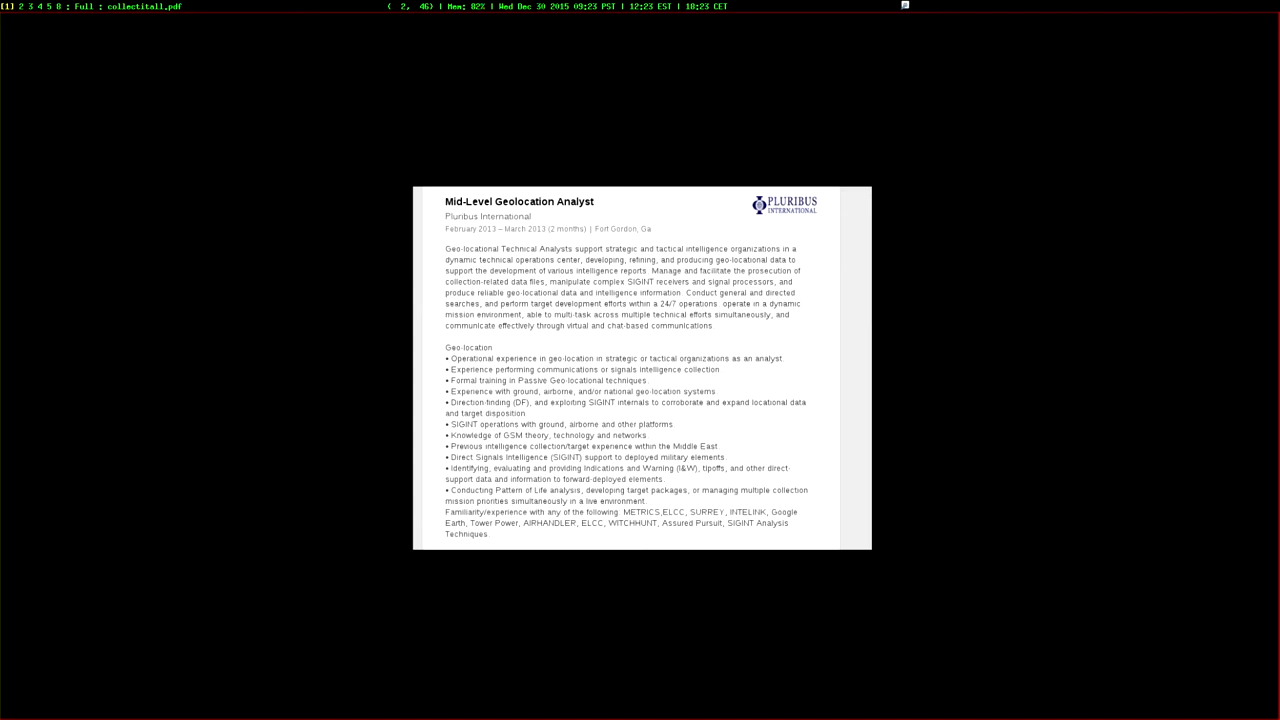 [1] 2 3 4 5 8 : Full : collectitall.pdf ( 2, 46) | Mem: 82% | Wed Dec 30 2015 09:23 PST | 12:23 EST | 18:23 CET
Mid-Level Geolocation Analyst
PLURIBUS
INTERNATIONAL
Pluribus International
February 2013 – March 2013 (2 months) | Fort Gordon, Ga
Geo-locational Technical Analysts support strategic and tactical intelligence organizations in a
dynamic technical operations center, developing, refining, and producing geo-locational data to
support the development of various intelligence reports. Manage and facilitate the prosecution of
collection-related data files, manipulate complex SIGINT receivers and signal processors, and
produce reliable geo-locational data and intelligence information. Conduct general and directed
searches, and perform target development efforts within a 24/7 operations. operate in a dynamic
mission environment, able to multi-task across multiple technical efforts simultaneously, and
communicate effectively through virtual and chat-based communications
Geo-location
• Operational experience in geo-location in strategic or tactical organizations as an analyst.
• Experience performing communications or signals intelligence collection
• Formal training in Passive Geo-locational techniques.
• Experience with ground, airborne, and/or national geo-location systems
• Direction-finding (DF), and exploiting SIGINT internals to corroborate and expand locational data
and target disposition
• SIGINT operations with ground, airborne and other platforms.
• Knowledge of GSM theory, technology and networks.
• Previous intelligence collection/target experience within the Middle East.
• Direct Signals Intelligence (SIGINT) support to deployed military elements.
• Identifying, evaluating and providing Indications and Warning (I&W), tipoffs, and other direct-
support data and information to forward-deployed elements.
• Conducting Pattern of Life analysis, developing target packages, or managing multiple collection
mission priorities simultaneously in a live environment.
Familiarity/experience with any of the following: METRICS,ELCC, SURREY, INTELINK, Google
Earth, Tower Power, AIRHANDLER, ELCC, WITCHHUNT, Assured Pursuit, SIGINT Analysis
Techniques.